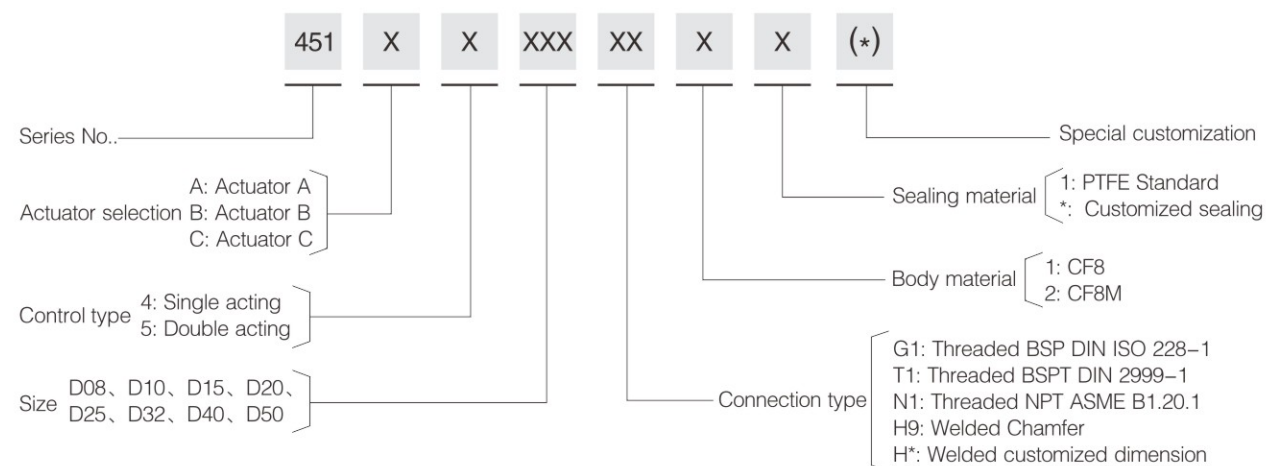 451 X X XXX XX X X (*)
Series No..
Special customization
Actuator selection
A: Actuator A
B: Actuator B
C: Actuator C
Sealing material
1: PTFE Standard
*: Customized sealing
Control type
4: Single acting
5: Double acting
Body material
1: CF8
2: CF8M
Size
D08、D10、D15、D20、
D25、D32、D40、D50
Connection type
G1: Threaded BSP DIN ISO 228–1
T1: Threaded BSPT DIN 2999–1
N1: Threaded NPT ASME B1.20.1
H9: Welded Chamfer
H*: Welded customized dimension